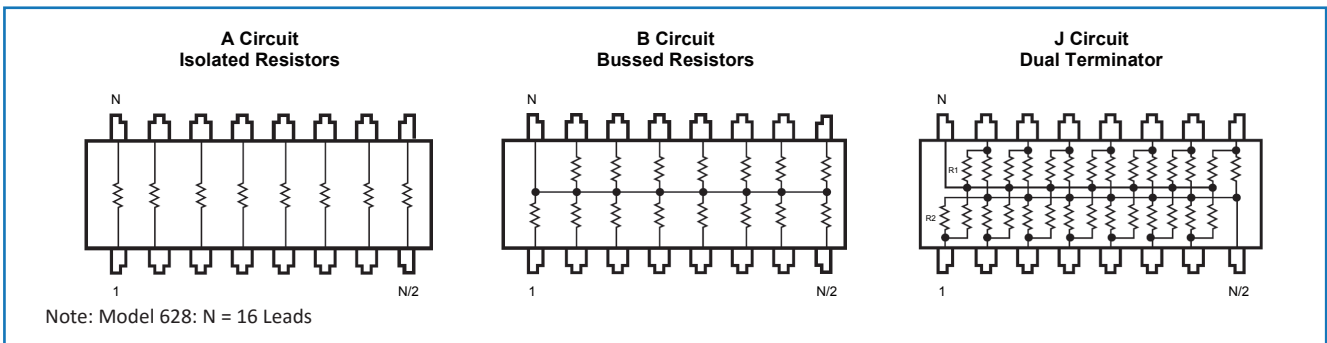 A Circuit
Isolated Resistors
B Circuit
Bussed Resistors
J Circuit
Dual Terminator
N
N
N
R1
R2
1
N/2
1
N/2
1
N/2
Note: Model 628: N = 16 Leads